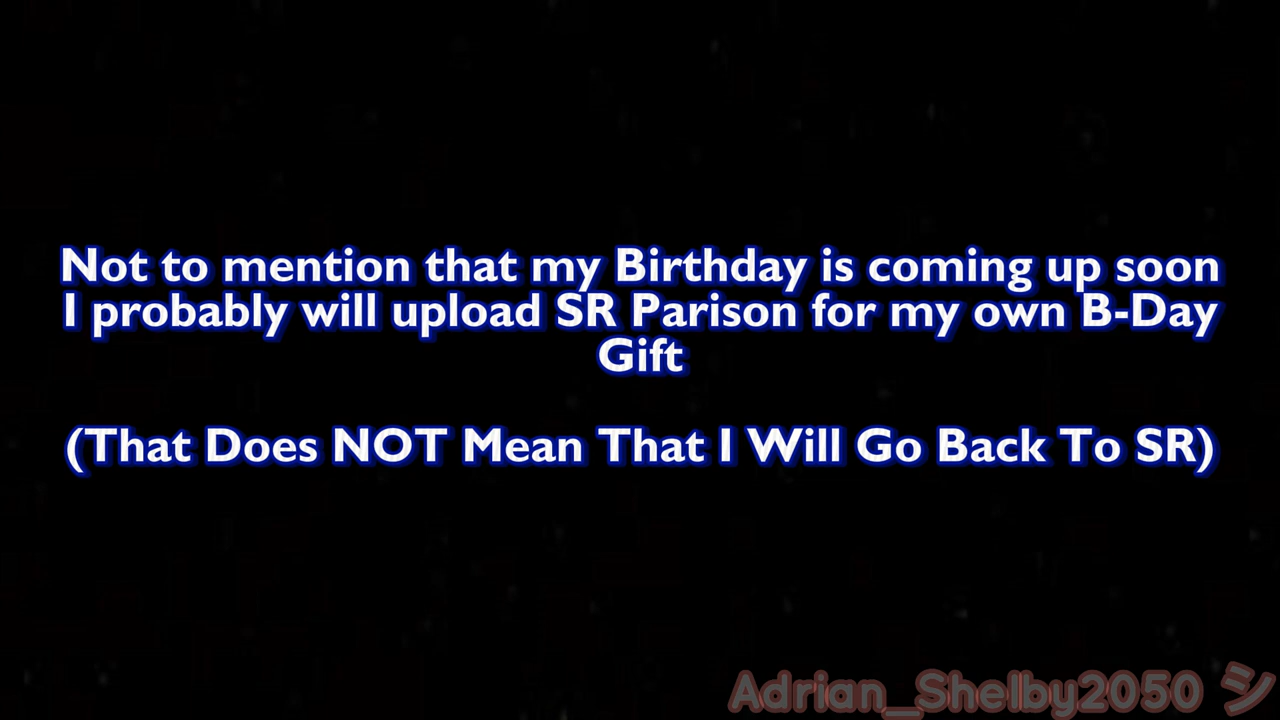 Not to mention that my Birthday is coming up soon
I probably will upload SR Parison for my own B-Day
Gift
(That Does NOT Mean That I Will Go Back To SR)
Adrian_Shelby2050 シ